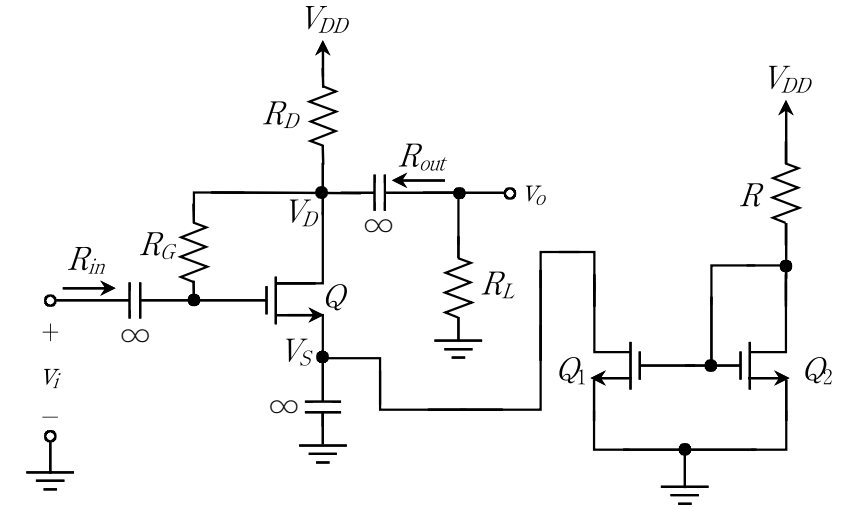 V_DD
V_DD
R_D
R_out
R
V_D
v_o
∞
R_G
R_in
R_L
Q
∞
+
v_i
−
V_S
Q_1
Q_2
∞